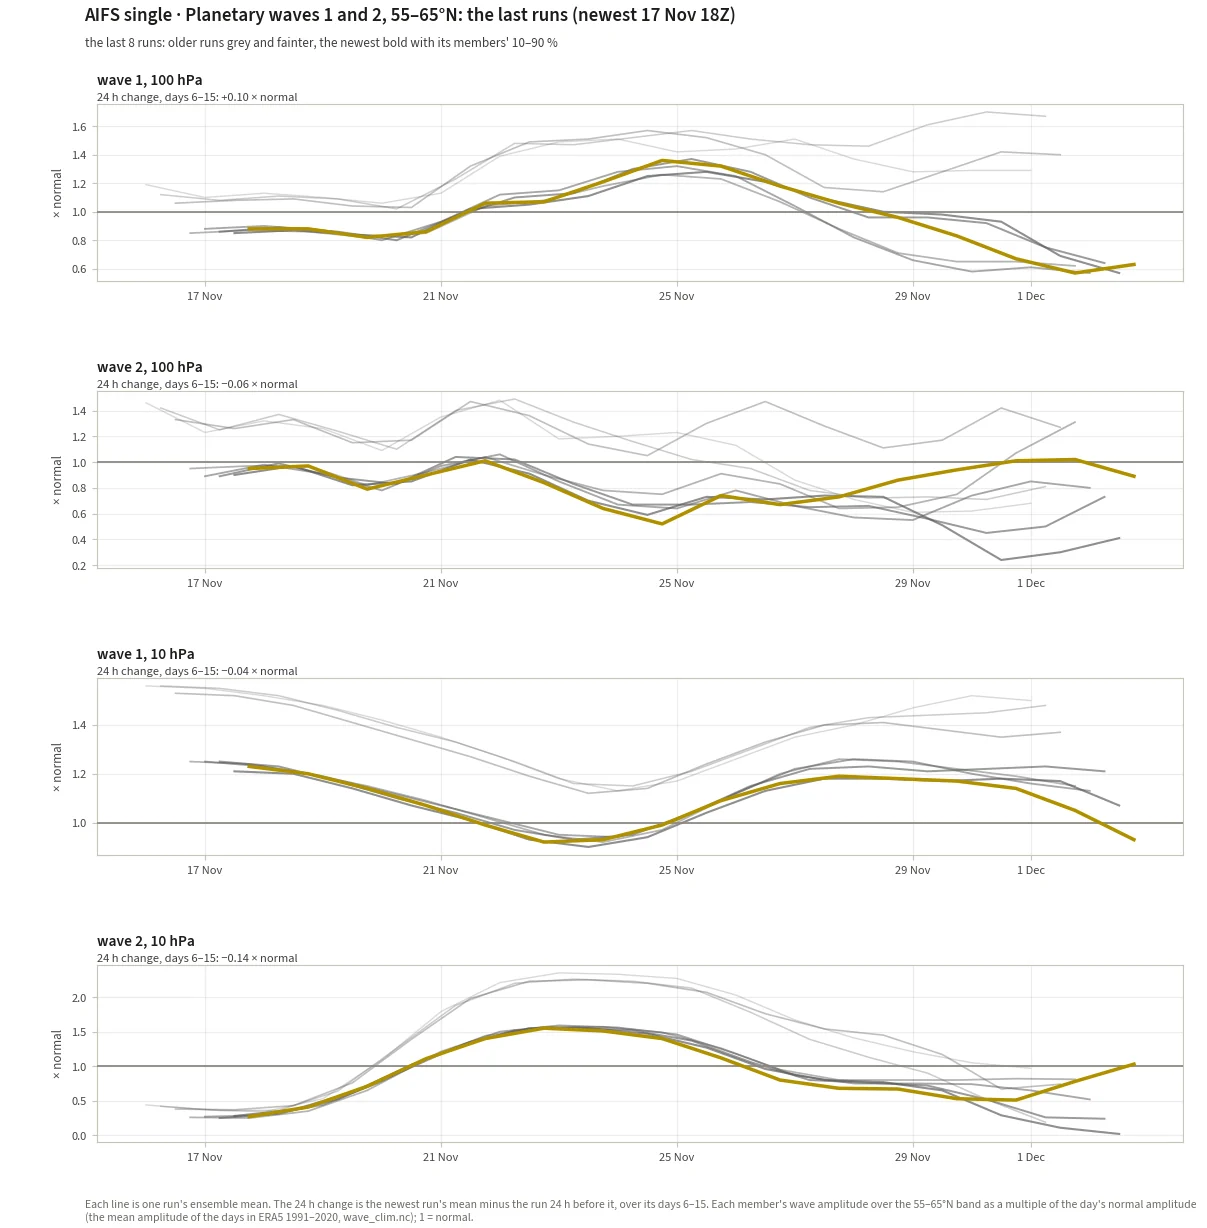 AIFS single · Planetary waves 1 and 2, 55–65°N: the last runs (newest 17 Nov 18Z)
the last 8 runs: older runs grey and fainter, the newest bold with its members' 10–90 %
wave 1, 100 hPa
24 h change, days 6–15: +0.10 × normal
1.6
1.4
1.2
1.0
0.8
0.6
× normal
17 Nov 21 Nov 25 Nov 29 Nov 1 Dec
wave 2, 100 hPa
24 h change, days 6–15: −0.06 × normal
1.4
1.2
1.0
0.8
0.6
0.4
0.2
× normal
17 Nov 21 Nov 25 Nov 29 Nov 1 Dec
wave 1, 10 hPa
24 h change, days 6–15: −0.04 × normal
1.4
1.2
1.0
× normal
17 Nov 21 Nov 25 Nov 29 Nov 1 Dec
wave 2, 10 hPa
24 h change, days 6–15: −0.14 × normal
2.0
1.5
1.0
0.5
0.0
× normal
17 Nov 21 Nov 25 Nov 29 Nov 1 Dec
Each line is one run's ensemble mean. The 24 h change is the newest run's mean minus the run 24 h before it, over its days 6–15. Each member's wave amplitude over the 55–65°N band as a multiple of the day's normal amplitude
(the mean amplitude of the days in ERA5 1991–2020, wave_clim.nc); 1 = normal.